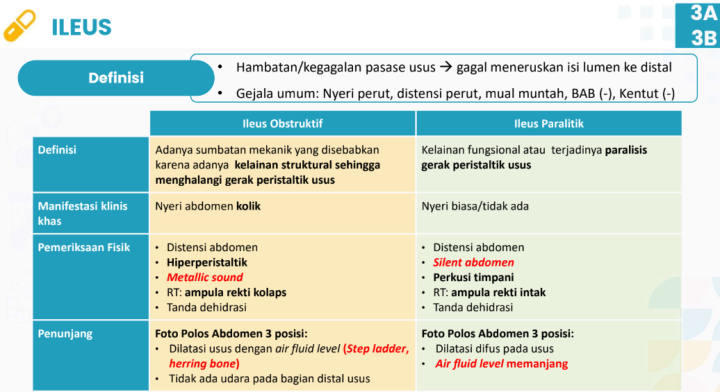 ILEUS
3A
3B
Definisi
• Hambatan/kegagalan pasase usus → gagal meneruskan isi lumen ke distal
• Gejala umum: Nyeri perut, distensi perut, mual muntah, BAB (-), Kentut (-)
Ileus Obstruktif
Ileus Paralitik
Definisi
Adanya sumbatan mekanik yang disebabkan
karena adanya kelainan struktural sehingga
menghalangi gerak peristaltik usus
Kelainan fungsional atau terjadinya paralisis
gerak peristaltik usus
Manifestasi klinis
khas
Nyeri abdomen kolik
Nyeri biasa/tidak ada
Pemeriksaan Fisik
• Distensi abdomen
• Hiperperistaltik
• Metallic sound
• RT: ampula rekti kolaps
• Tanda dehidrasi
• Distensi abdomen
• Silent abdomen
• Perkusi timpani
• RT: ampula rekti intak
• Tanda dehidrasi
Penunjang
Foto Polos Abdomen 3 posisi:
• Dilatasi usus dengan air fluid level (Step ladder,
herring bone)
• Tidak ada udara pada bagian distal usus
Foto Polos Abdomen 3 posisi:
• Dilatasi difus pada usus
• Air fluid level memanjang